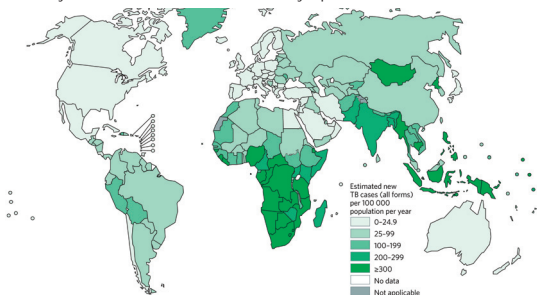 Estimated new
TB cases (all forms)
per 100 000
population per year
0–24.9
25–99
100–199
200–299
≥300
No data
Not applicable